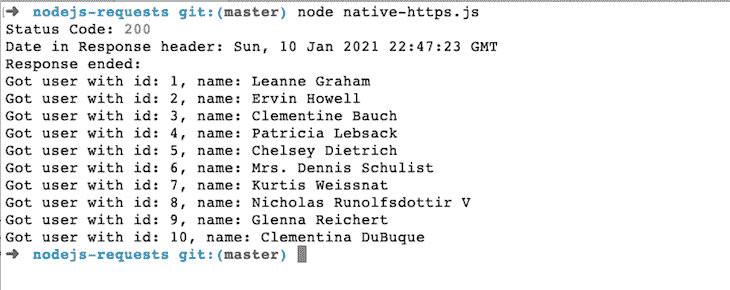 ➜ nodejs-requests git:(master) node native-https.js
Status Code: 200
Date in Response header: Sun, 10 Jan 2021 22:47:23 GMT
Response ended:
Got user with id: 1, name: Leanne Graham
Got user with id: 2, name: Ervin Howell
Got user with id: 3, name: Clementine Bauch
Got user with id: 4, name: Patricia Lebsack
Got user with id: 5, name: Chelsey Dietrich
Got user with id: 6, name: Mrs. Dennis Schulist
Got user with id: 7, name: Kurtis Weissnat
Got user with id: 8, name: Nicholas Runolfsdottir V
Got user with id: 9, name: Glenna Reichert
Got user with id: 10, name: Clementina DuBuque
➜ nodejs-requests git:(master)